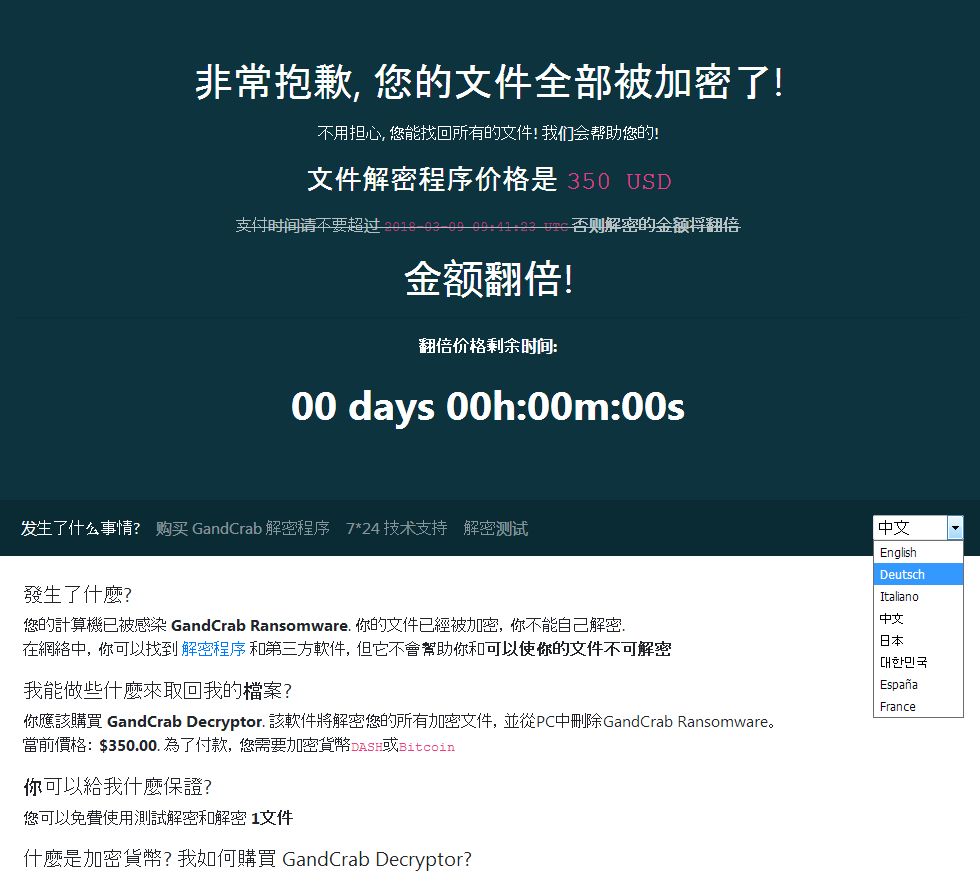 非常抱歉, 您的文件全部被加密了!
不用担心, 您能找回所有的文件! 我们会帮助您的!
文件解密程序价格是 350 USD
支付时间请不要超过 2018-03-09 09:41:23 UTC 否则解密的金额将翻倍
金额翻倍!
翻倍价格剩余时间:
00 days 00h:00m:00s
发生了什么事情? 购买 GandCrab 解密程序 7*24 技术支持 解密测试 中文
English
Deutsch
Italiano
中文
日本
대한민국
España
France
發生了什麼?
您的計算機已被感染 GandCrab Ransomware. 你的文件已經被加密, 你不能自己解密.
在網絡中, 你可以找到 解密程序 和第三方軟件, 但它不會幫助你和可以使你的文件不可解密
我能做些什麼來取回我的檔案?
你應該購買 GandCrab Decryptor. 該軟件將解密您的所有加密文件, 並從PC中刪除GandCrab Ransomware。
當前價格: $350.00. 為了付款, 您需要加密貨幣DASH或Bitcoin
你可以給我什麼保證?
您可以免費使用測試解密和解密 1文件
什麼是加密貨幣? 我如何購買 GandCrab Decryptor?